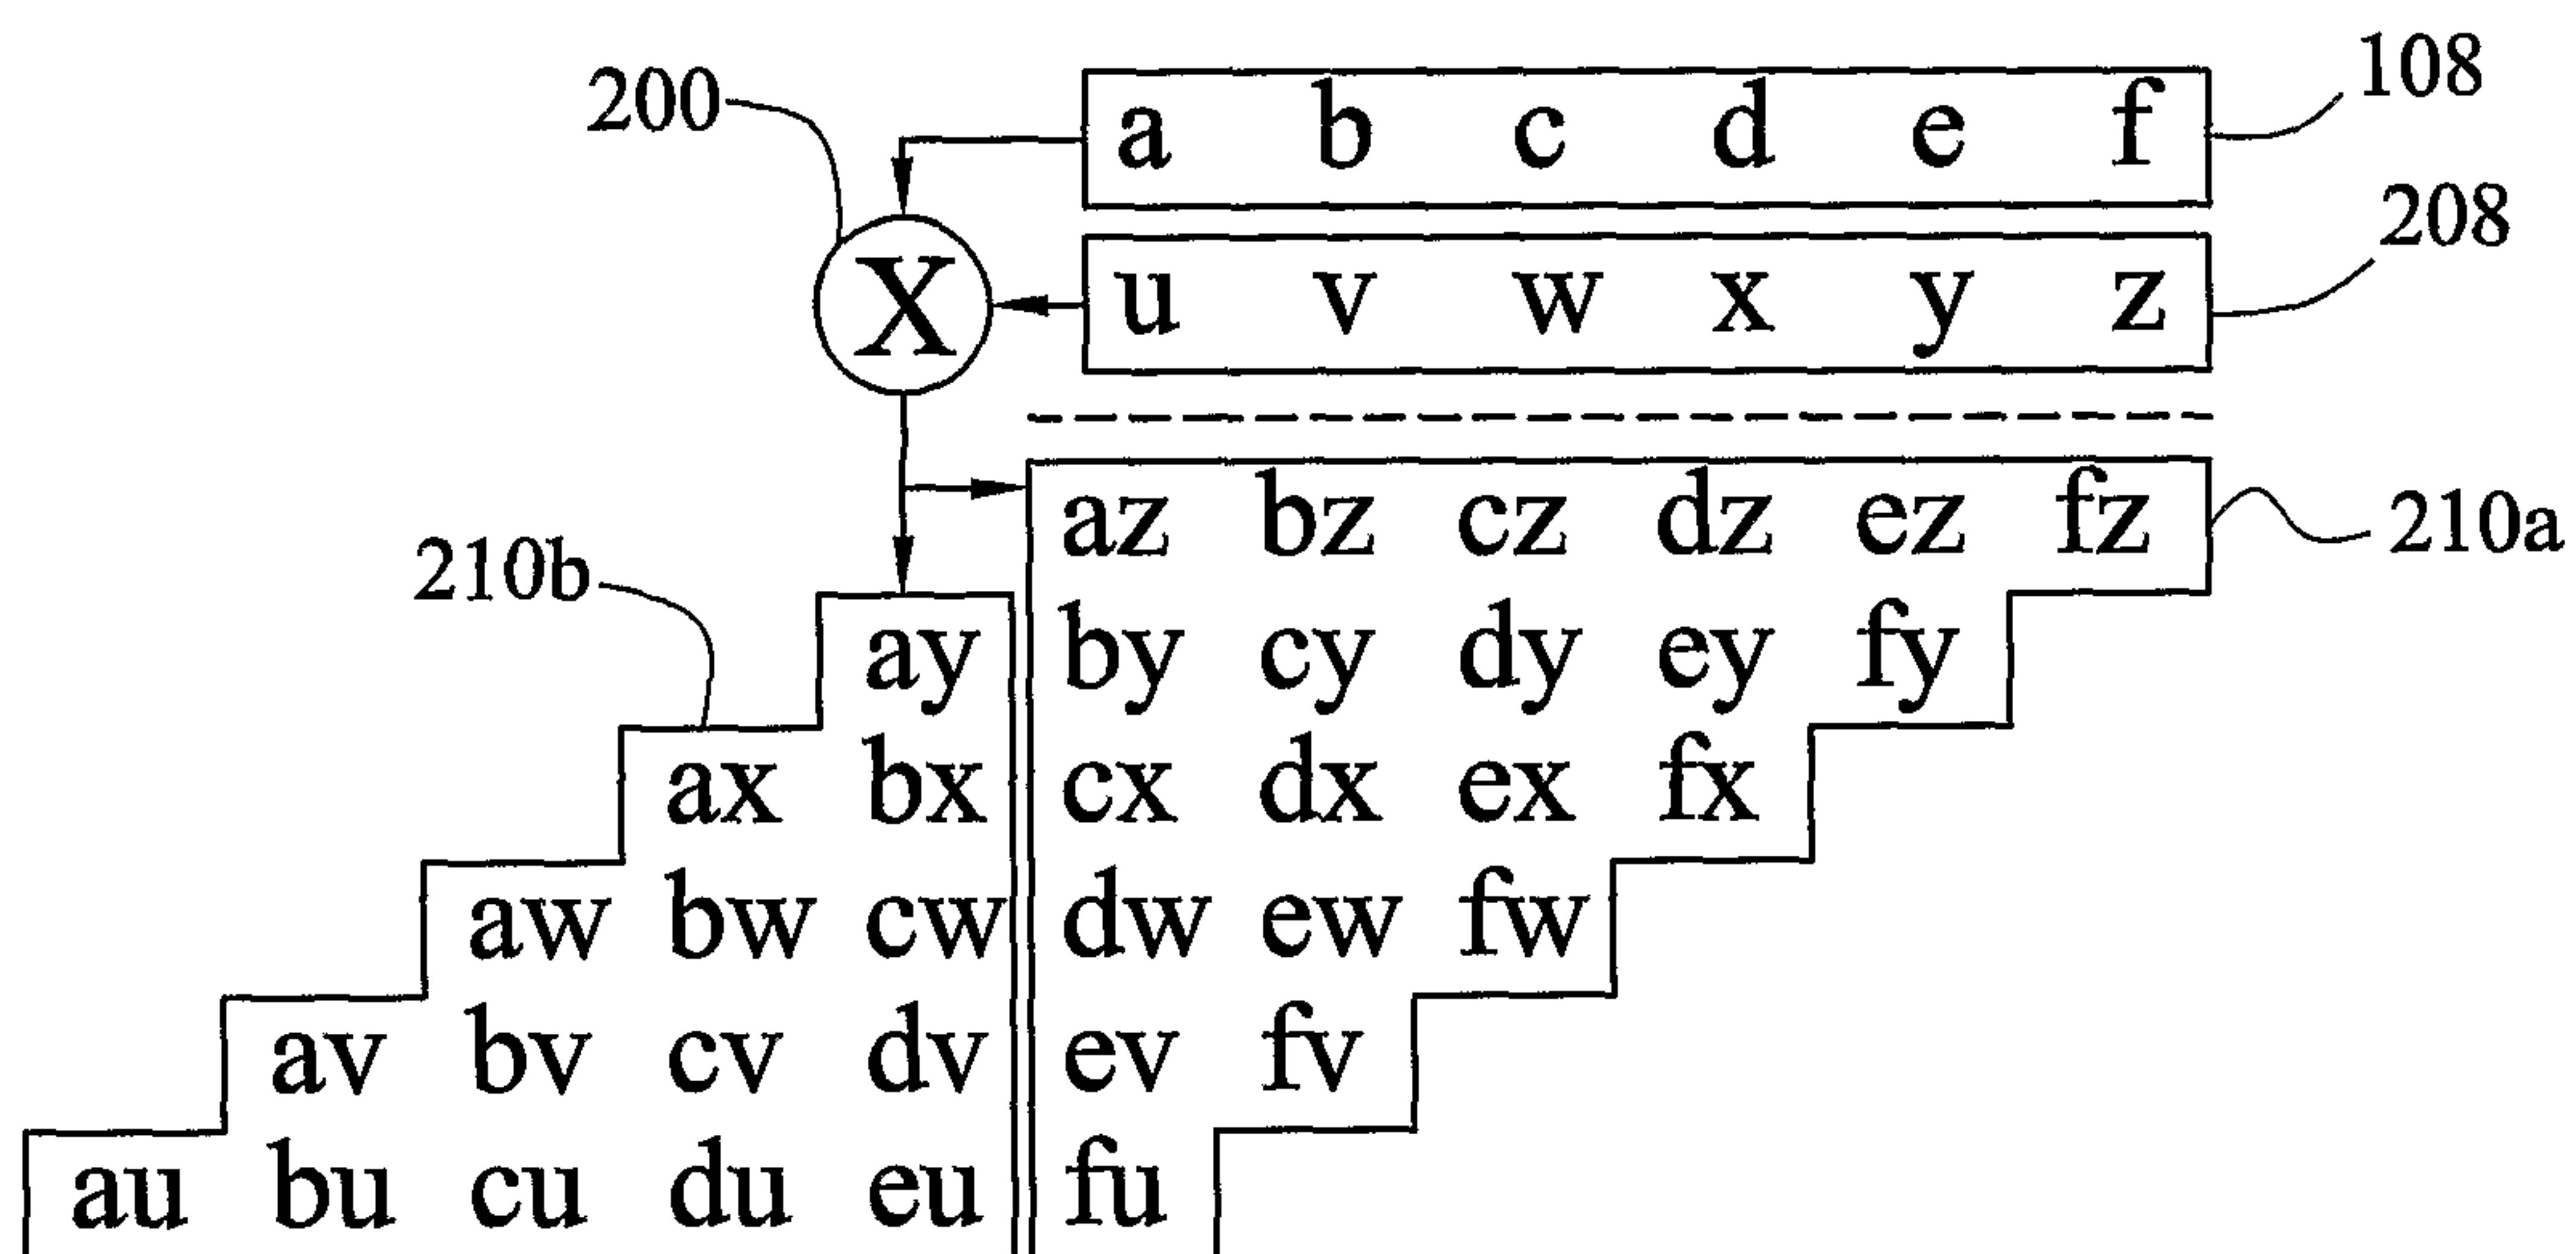 108
200 a b c d e f
208
X u v w x y z
az bz cz dz ez fz 210a
210b
ay by cy dy ey fy
ax bx cx dx ex fx
aw bw cw dw ew fw
av bv cv dv ev fv
au bu cu du eu fu